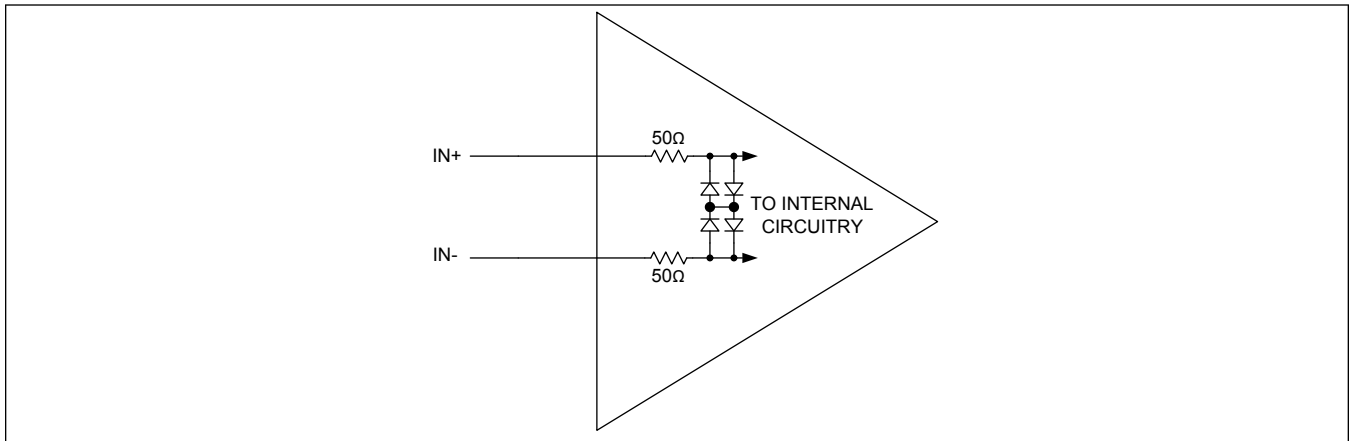 50Ω
IN+
TO INTERNAL
CIRCUITRY
IN-
50Ω